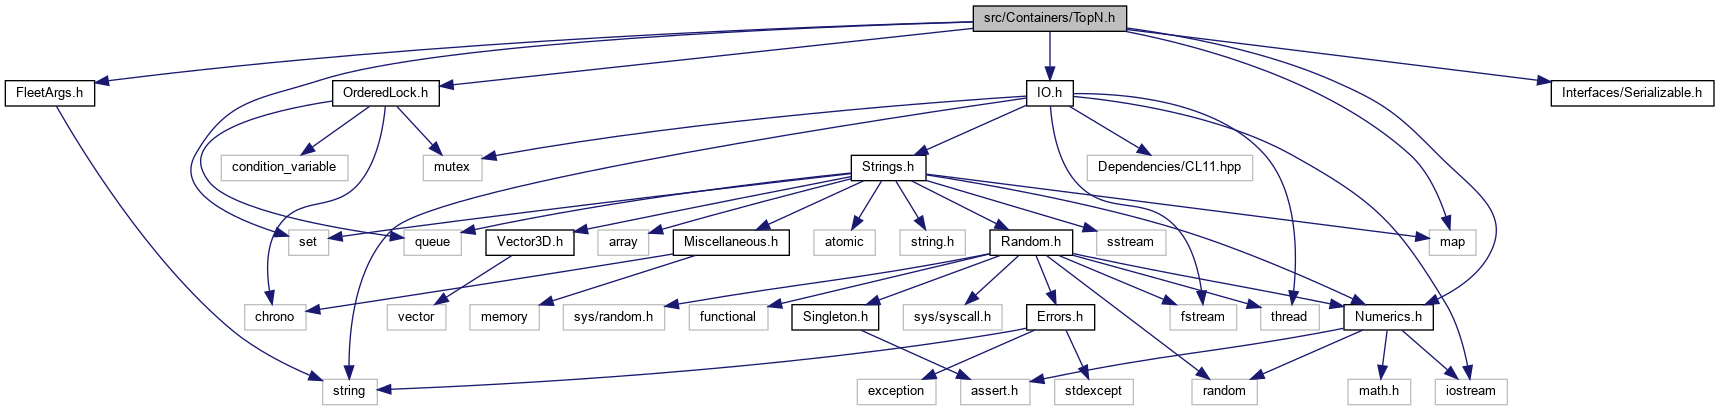 src/Containers/TopN.h
FleetArgs.h
OrderedLock.h
IO.h
Interfaces/Serializable.h
condition_variable
mutex
Strings.h
Dependencies/CL11.hpp
set
queue
Vector3D.h
array
Miscellaneous.h
atomic
string.h
Random.h
sstream
map
chrono
vector
memory
sys/random.h
functional
Singleton.h
sys/syscall.h
Errors.h
fstream
thread
Numerics.h
string
exception
assert.h
stdexcept
random
math.h
iostream